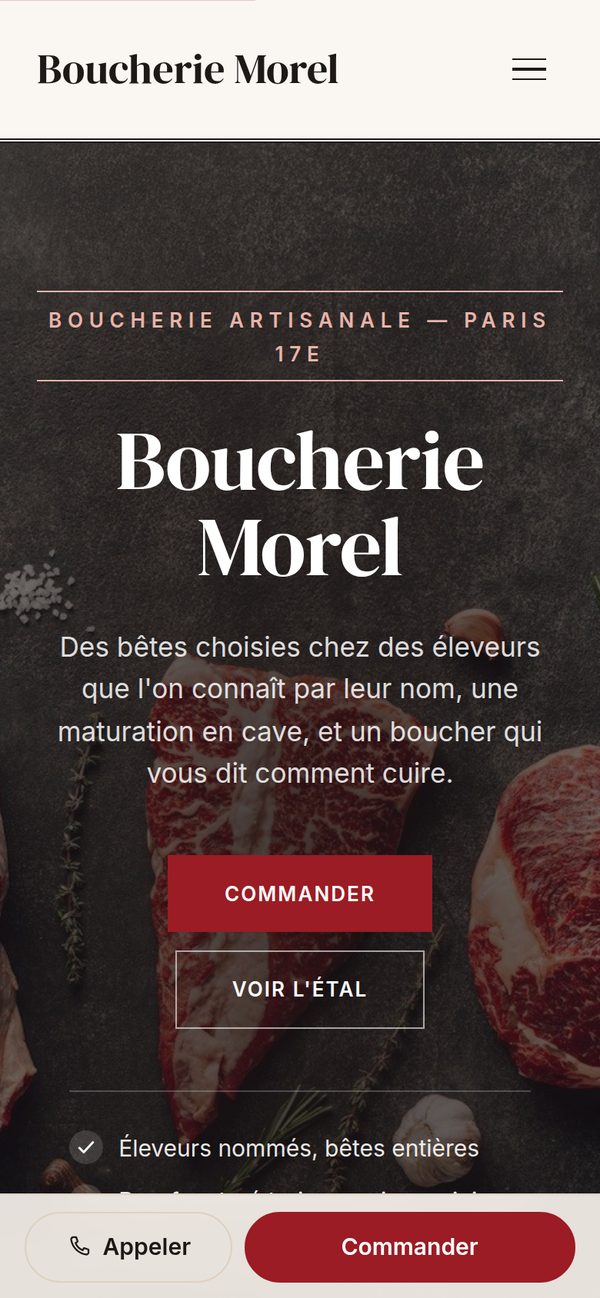 Boucherie Morel
BOUCHERIE ARTISANALE — PARIS
17E
Boucherie
Morel
Des bêtes choisies chez des éleveurs
que l'on connaît par leur nom, une
maturation en cave, et un boucher qui
vous dit comment cuire.
COMMANDER
VOIR L'ÉTAL
Éleveurs nommés, bêtes entières
Appeler
Commander